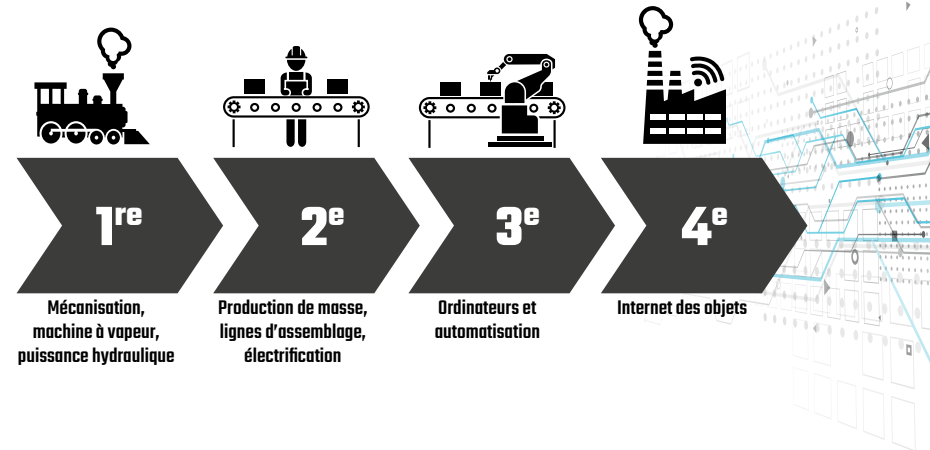 1re
2e
3e
4e
Mécanisation,
machine à vapeur,
puissance hydraulique
Production de masse,
lignes d'assemblage,
électrification
Ordinateurs et
automatisation
Internet des objets